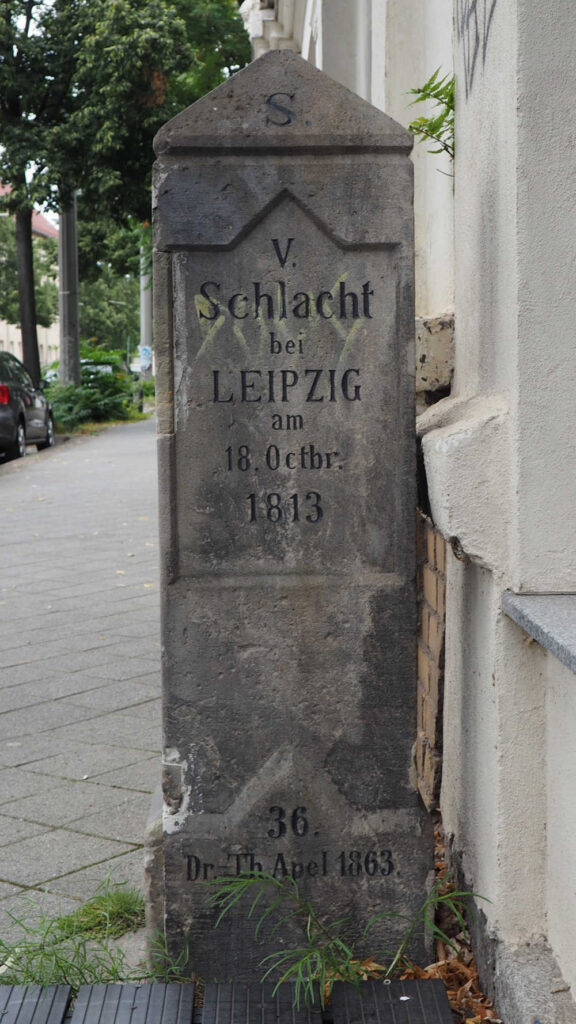 S.
V.
Schlacht
bei
LEIPZIG
am
18. Octbr.
1813
36.
Dr. Th. Apel 1863.